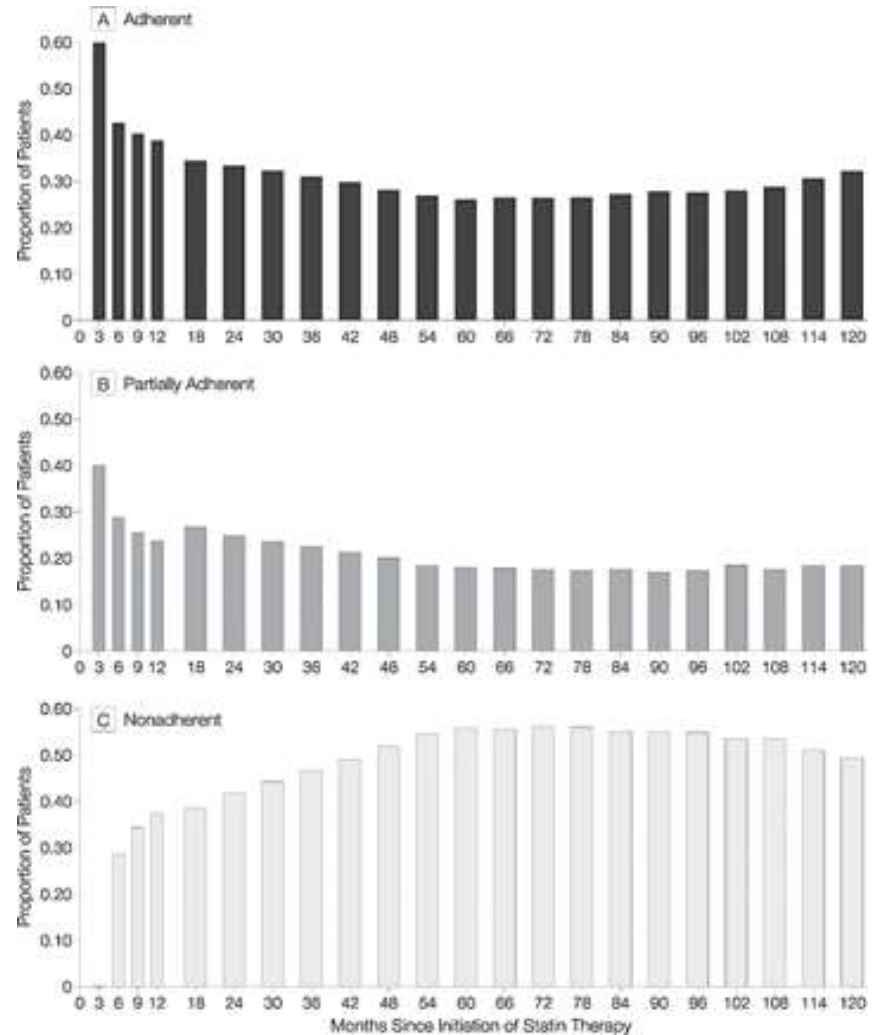 A Adherent
Proportion of Patients
0.60
0.50
0.40
0.30
0.20
0.10
0
0 3 6 9 12 18 24 30 36 42 48 54 60 66 72 78 84 90 96 102 108 114 120
B Partially Adherent
Proportion of Patients
0.60
0.50
0.40
0.30
0.20
0.10
0
0 3 6 9 12 18 24 30 36 42 48 54 60 66 72 78 84 90 96 102 108 114 120
C Nonadherent
Proportion of Patients
0.60
0.50
0.40
0.30
0.20
0.10
0
0 3 6 9 12 18 24 30 36 42 48 54 60 66 72 78 84 90 96 102 108 114 120
Months Since Initiation of Statin Therapy